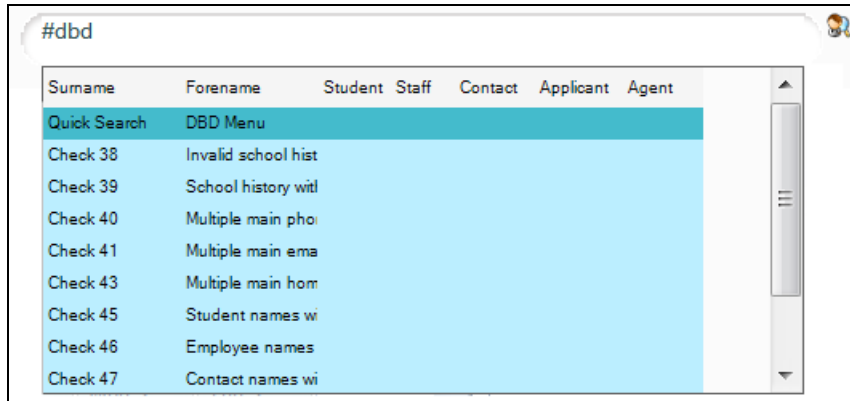 #dbd
Surname Forename Student Staff Contact Applicant Agent
Quick Search DBD Menu
Check 38 Invalid school hist
Check 39 School history with
Check 40 Multiple main pho
Check 41 Multiple main ema
Check 43 Multiple main hom
Check 45 Student names wi
Check 46 Employee names
Check 47 Contact names wi